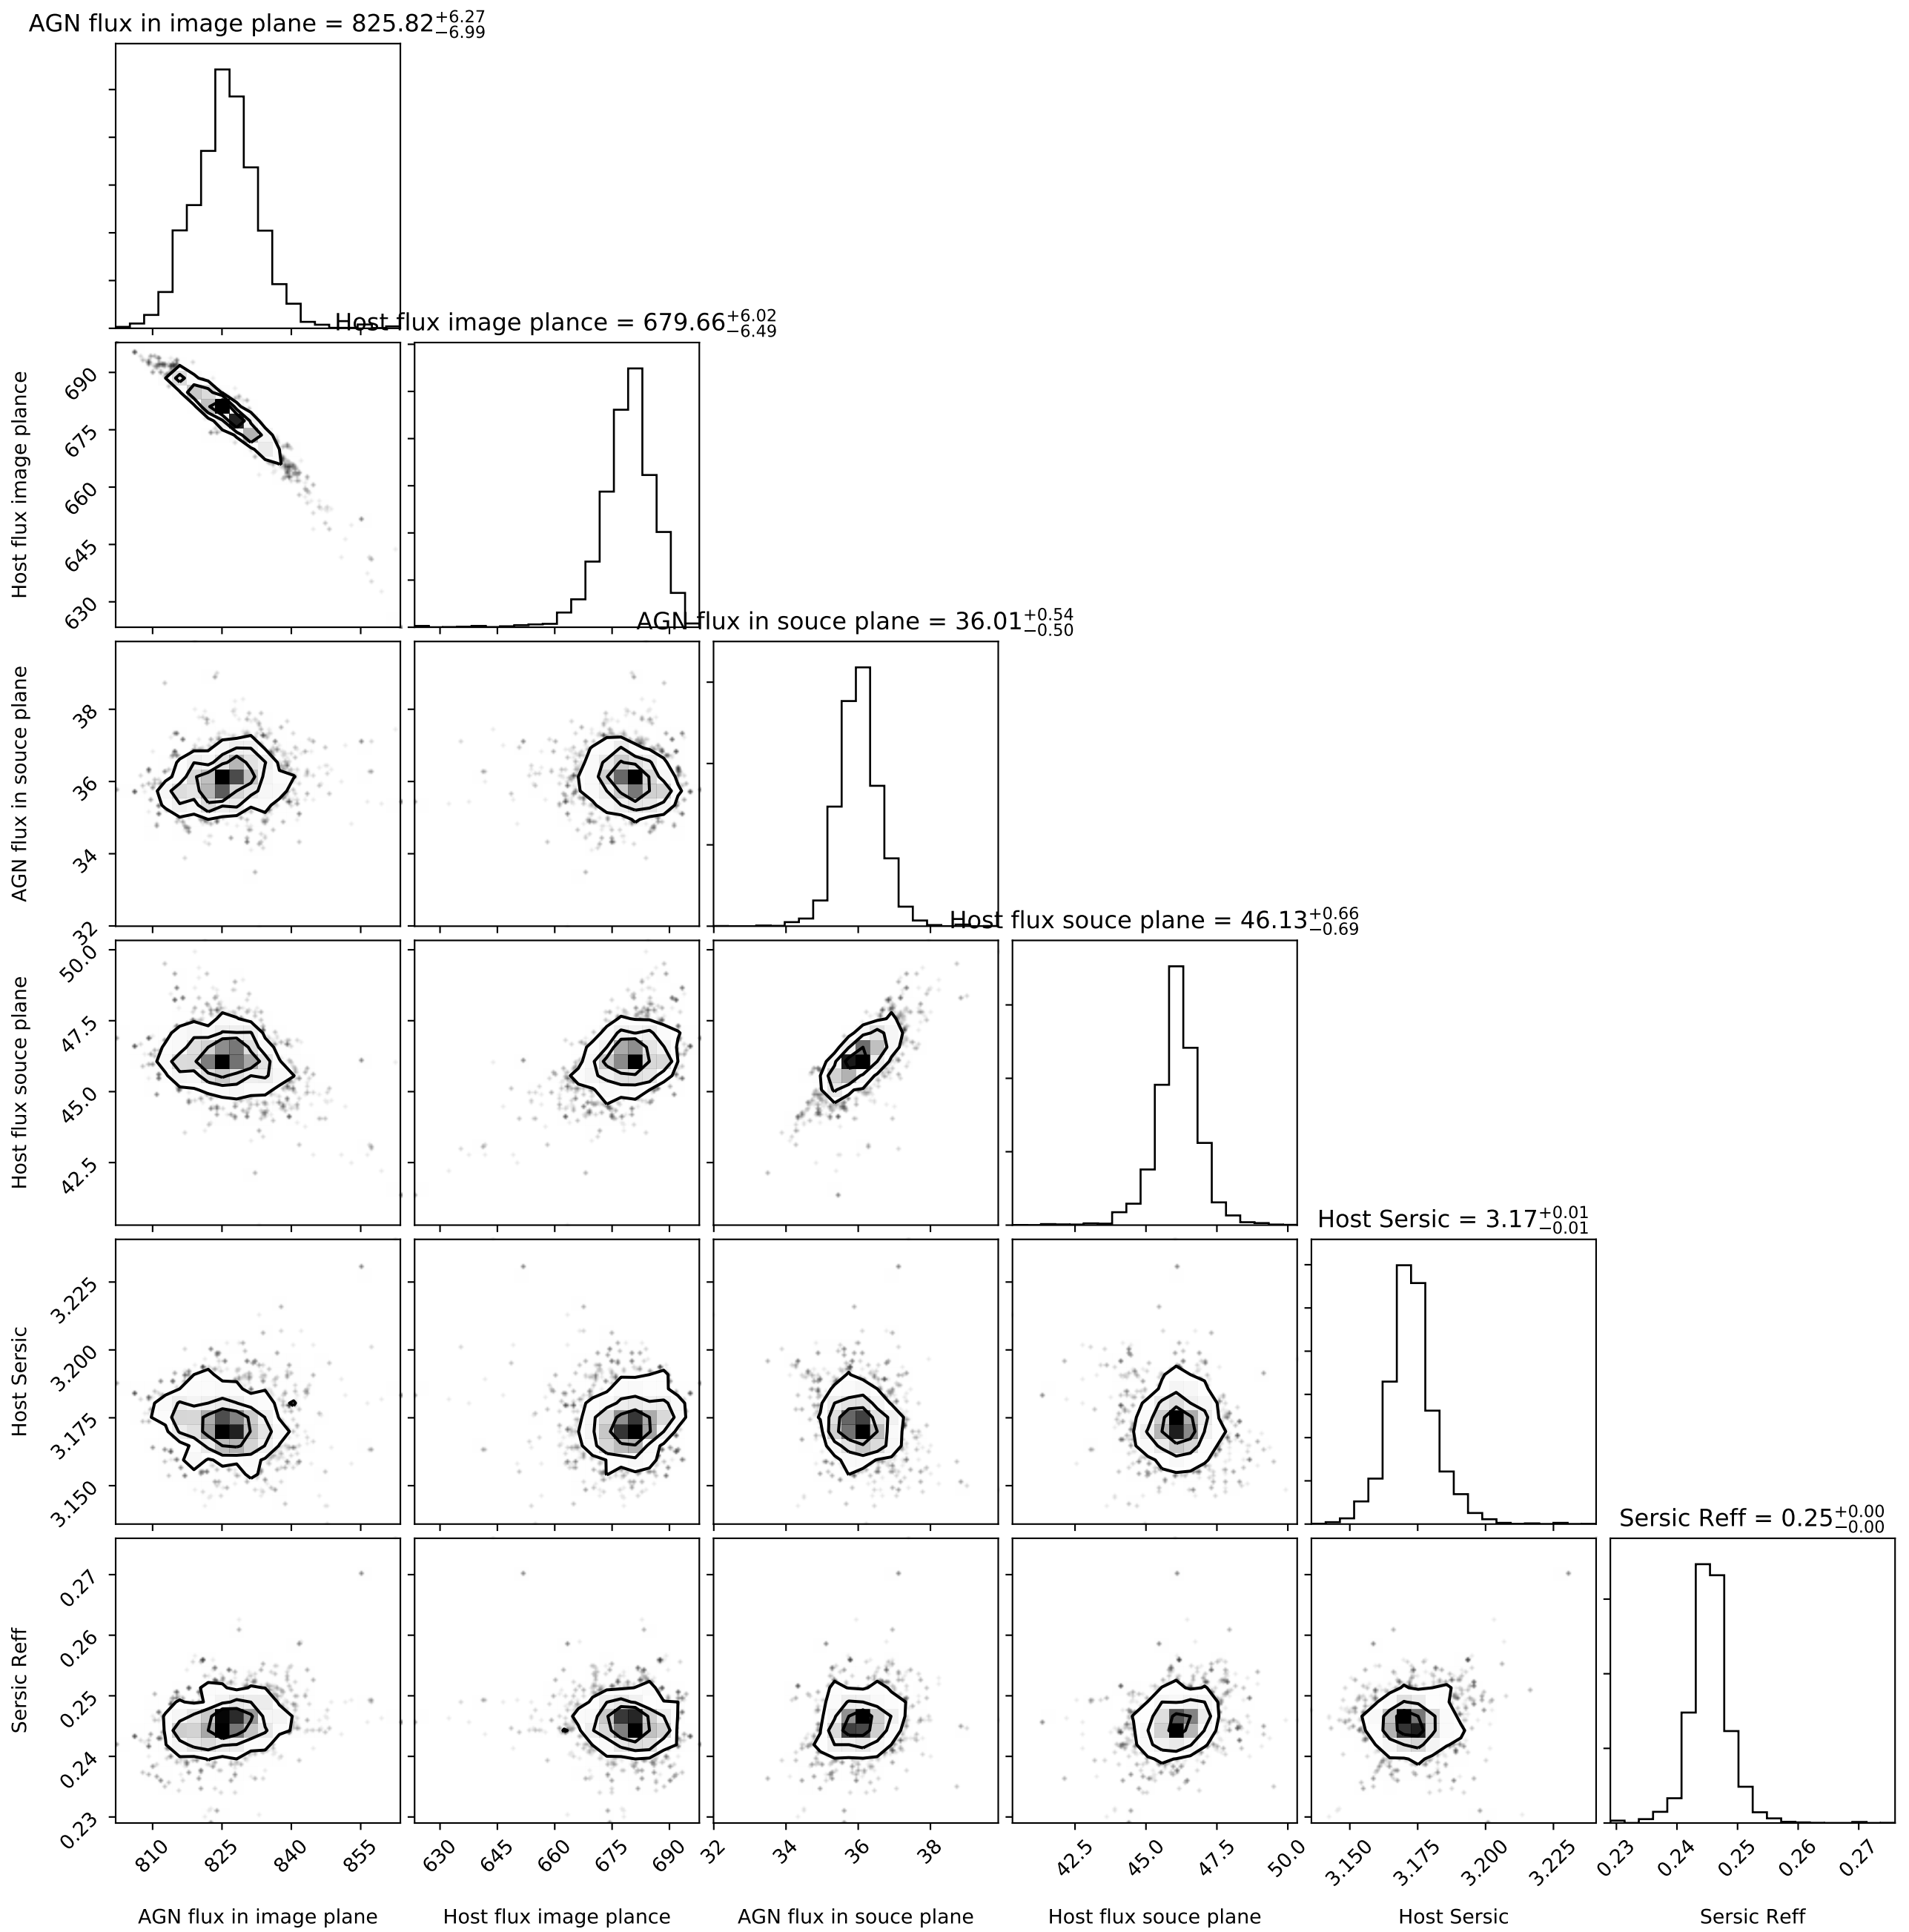 AGN flux in image plane = 825.82+6.27−6.99
Host flux image plance = 679.66+6.02−6.49
690
675
660
645
630
Host flux image plance
AGN flux in souce plane = 36.01+0.54−0.50
38
36
34
32
AGN flux in souce plane
Host flux souce plane = 46.13+0.66−0.69
50.0
47.5
45.0
42.5
Host flux souce plane
Host Sersic = 3.17+0.01−0.01
3.225
3.200
3.175
3.150
Host Sersic
Sersic Reff = 0.25+0.00−0.00
0.27
0.26
0.25
0.24
0.23
Sersic Reff
810 825 840 855 630 645 660 675 690 32 34 36 38 42.5 45.0 47.5 50.0 3.150 3.175 3.200 3.225 0.23 0.24 0.25 0.26 0.27
AGN flux in image plane Host flux image plance AGN flux in souce plane Host flux souce plane Host Sersic Sersic Reff